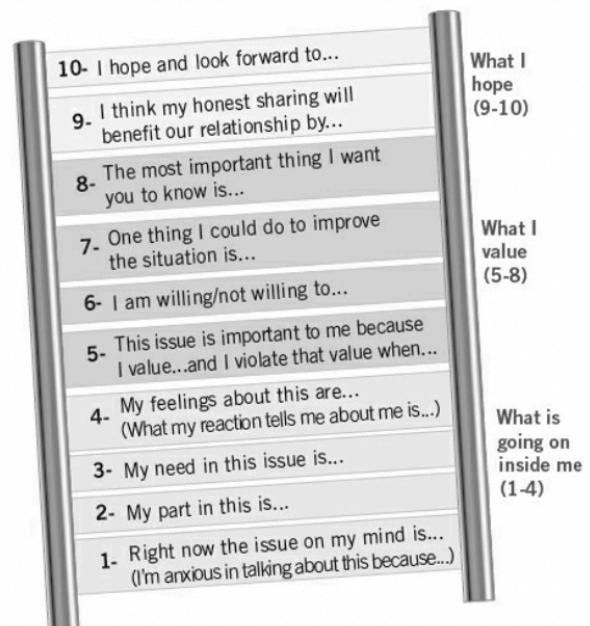 10- I hope and look forward to...
9- I think my honest sharing will
benefit our relationship by...
8- The most important thing I want
you to know is...
7- One thing I could do to improve
the situation is...
6- I am willing/not willing to...
5- This issue is important to me because
I value...and I violate that value when...
4- My feelings about this are...
(What my reaction tells me about me is...)
3- My need in this issue is...
2- My part in this is...
1- Right now the issue on my mind is...
(I'm anxious in talking about this because...)
What I
hope
(9-10)
What I
value
(5-8)
What is
going on
inside me
(1-4)